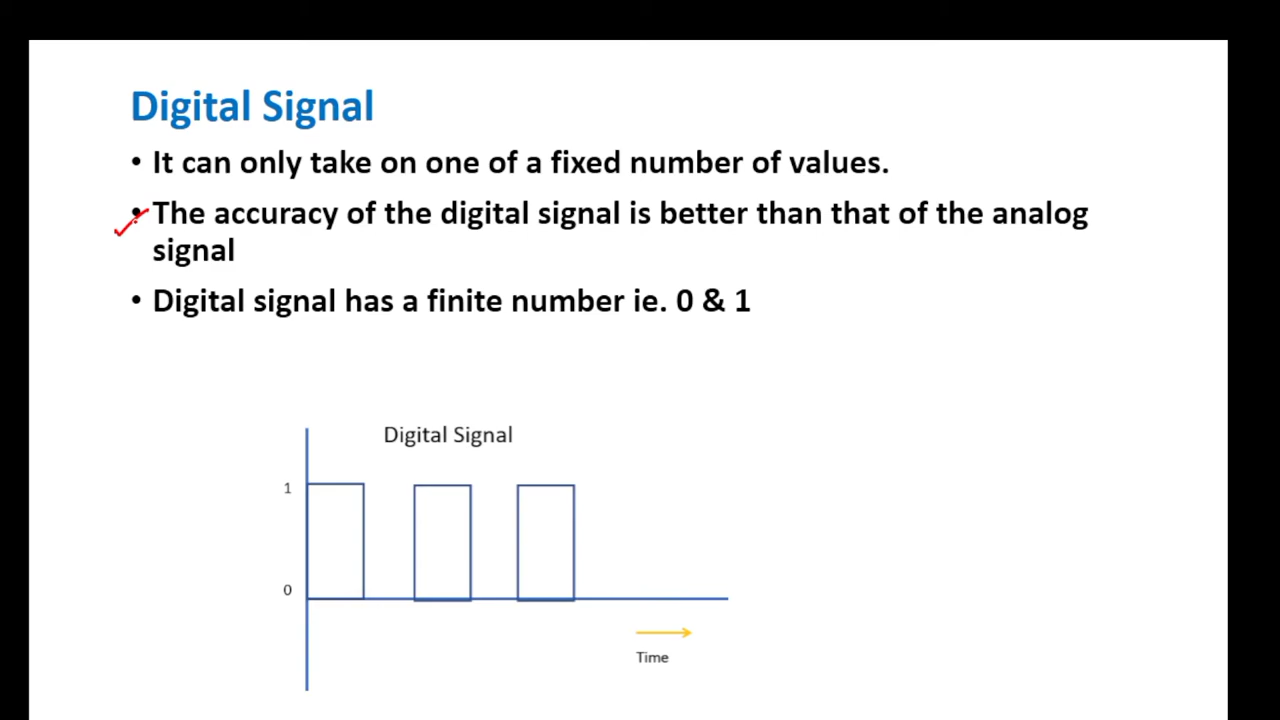 Digital Signal
• It can only take on one of a fixed number of values.
• The accuracy of the digital signal is better than that of the analog
signal
• Digital signal has a finite number ie. 0 & 1
Digital Signal
1
0
Time